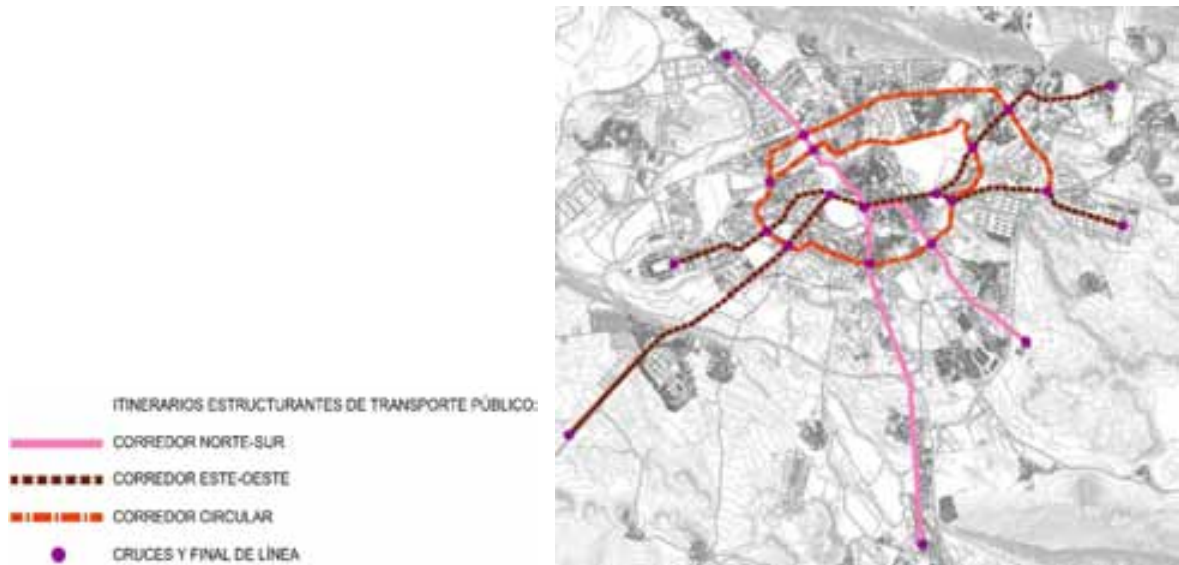 ITINERARIOS ESTRUCTURANTES DE TRANSPORTE PÚBLICO:
CORREDOR NORTE-SUR
CORREDOR ESTE-OESTE
CORREDOR CIRCULAR
CRUCES Y FINAL DE LÍNEA